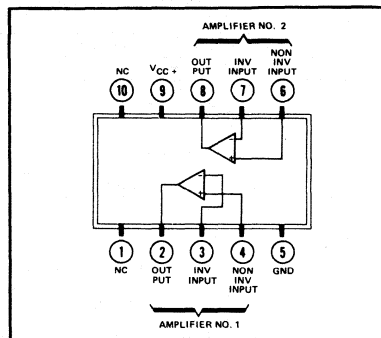 AMPLIFIER NO. 2
NC
VCC +
OUT
PUT
INV
INPUT
NON
INV
INPUT
10
9
8
7
6
-
+
-
+
1
2
3
4
5
NC
OUT
PUT
INV
INPUT
NON
INV
INPUT
GND
AMPLIFIER NO. 1